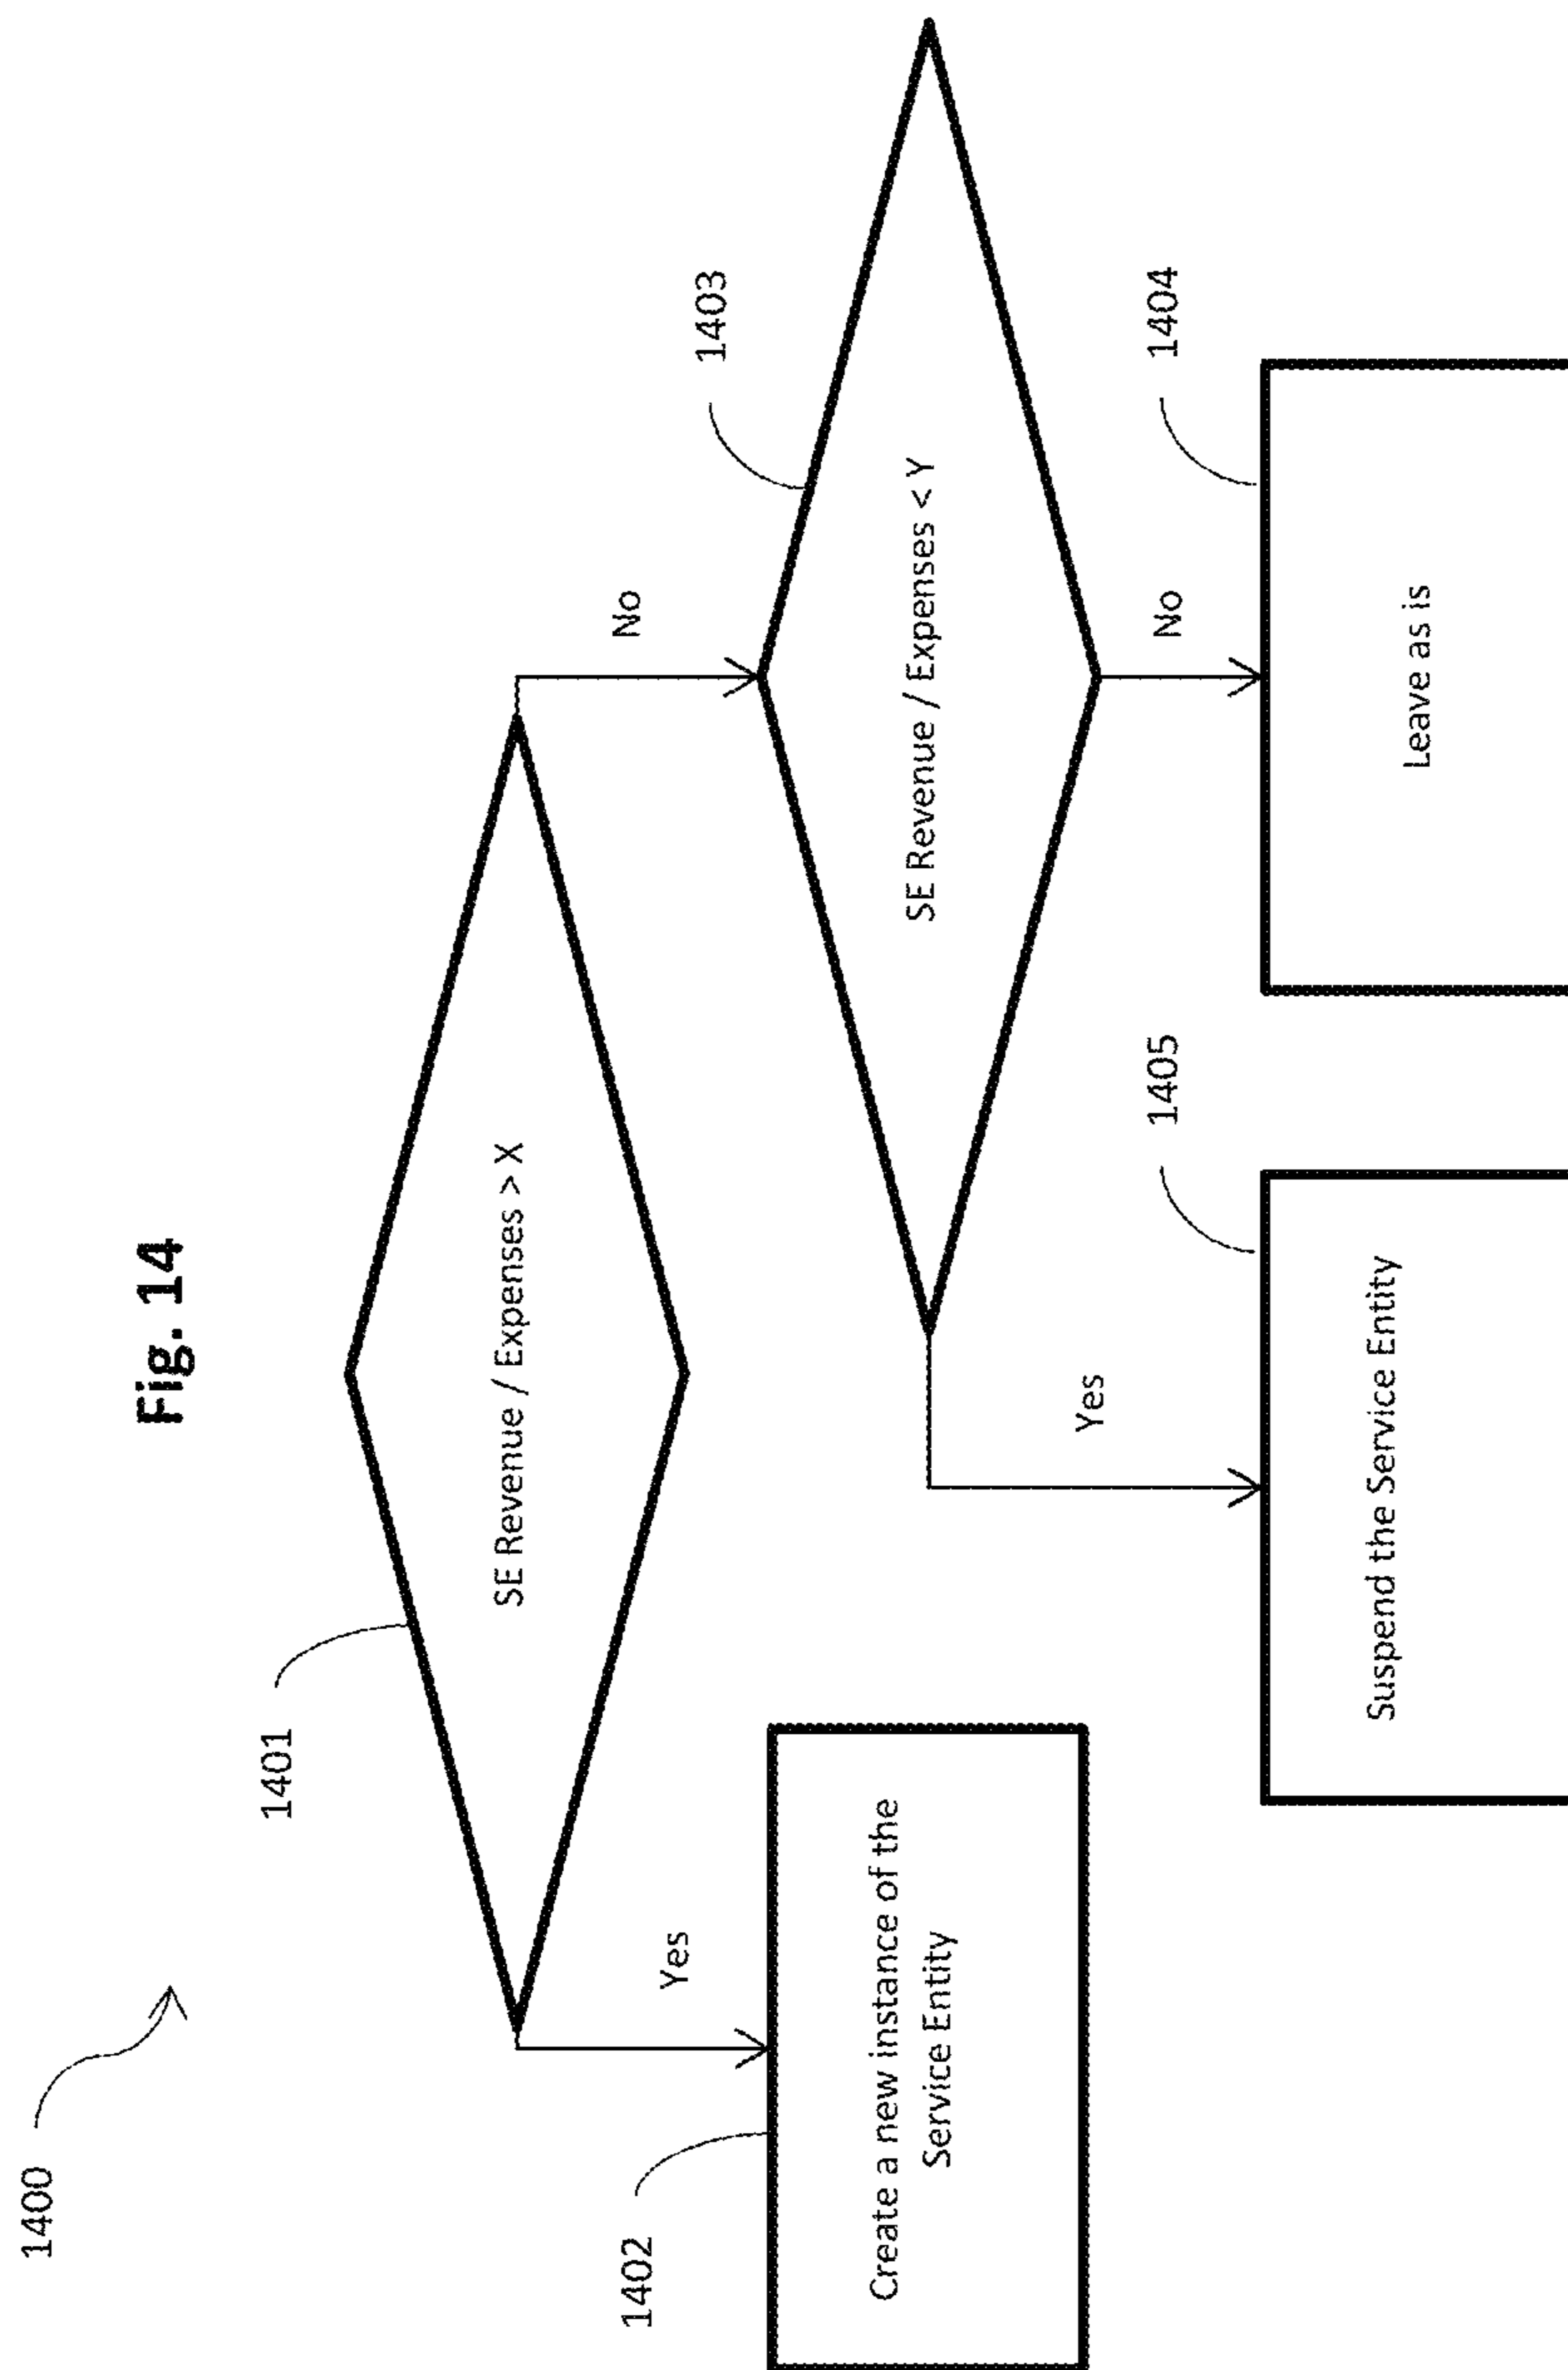 Fig. 14
1400
1401
SE Revenue / Expenses > X
Yes
No
1402
Create a new instance of the
Service Entity
1403
SE Revenue / Expenses < Y
Yes
No
1405
Suspend the Service Entity
1404
Leave as is